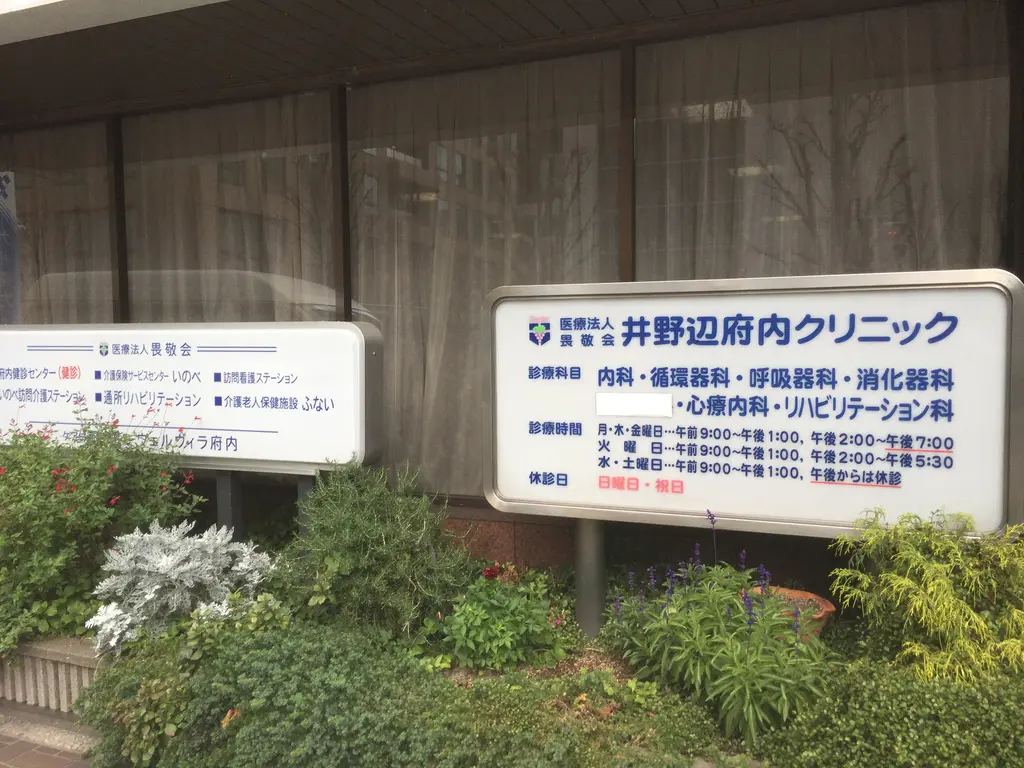 医療法人 畏敬会
府内健診センター(健診) ■介護保険サービスセンター いのべ ■訪問看護ステーション
いのべ訪問介護ステーション ■通所リハビリテーション ■介護老人保健施設 ふない
ヴェルヴィラ府内
医療法人 畏敬会 井野辺府内クリニック
診療科目 内科・循環器科・呼吸器科・消化器科
・心療内科・リハビリテーション科
診療時間 月・木・金曜日…午前9:00~午後1:00, 午後2:00~午後7:00
火曜日…午前9:00~午後1:00, 午後2:00~午後5:30
水・土曜日…午前9:00~午後1:00, 午後からは休診
休診日 日曜日・祝日